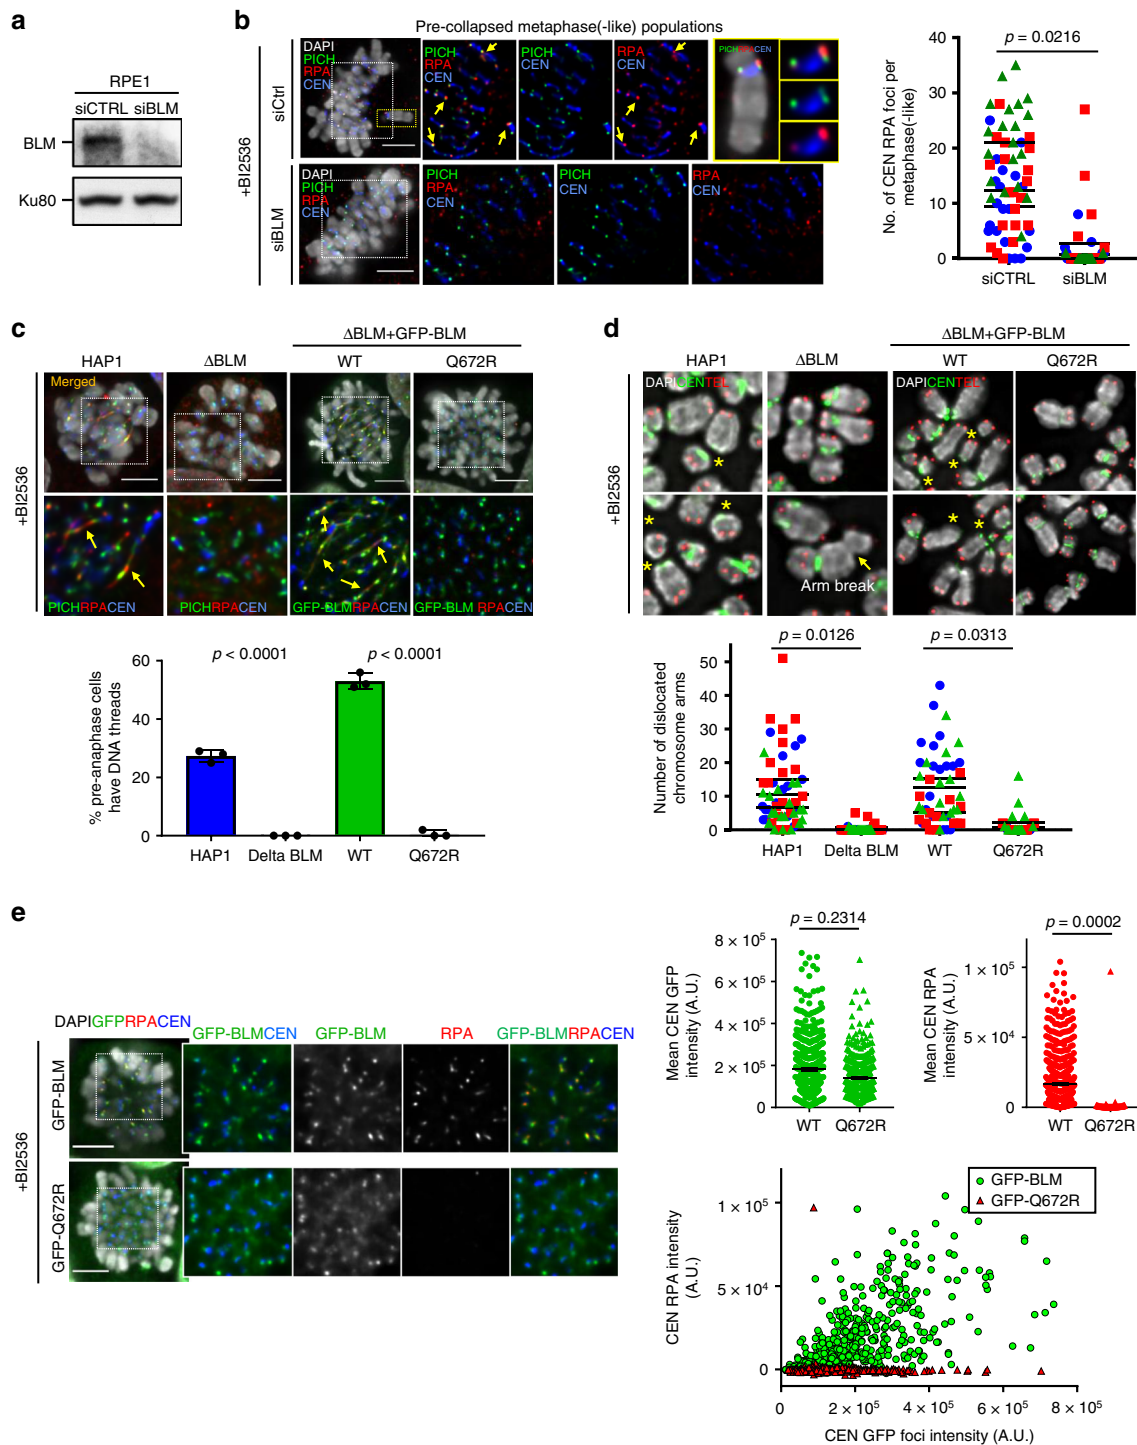 a
RPE1
siCTRL siBLM
BLM
Ku80
b
Pre-collapsed metaphase(-like) populations
+BI2536
siCtrl
DAPI
PICH
RPA
CEN
PICH
RPA
CEN
PICH
CEN
RPA
CEN
PICHRPACEN
siBLM
DAPI
PICH
RPA
CEN
PICH
RPA
CEN
PICH
CEN
RPA
CEN
No. of CEN RPA foci per
metaphase(-like)
p = 0.0216
40
30
20
10
0
siCTRL
siBLM
c
ΔBLM+GFP-BLM
HAP1
ΔBLM
WT
Q672R
+BI2536
Merged
PICHRPACEN
PICHRPACEN
GFP-BLMRPACEN
GFP-BLM RPACEN
% pre-anaphase cells
have DNA threads
p < 0.0001
p < 0.0001
60
40
20
0
HAP1
Delta BLM
WT
Q672R
d
ΔBLM+GFP-BLM
HAP1
ΔBLM
WT
Q672R
+BI2536
DAPICENTEL
DAPICENTEL
* * * * * * * * *
Arm break
Number of dislocated
chromosome arms
p = 0.0126
p = 0.0313
50
40
30
20
10
0
HAP1
Delta BLM
WT
Q672R
e
+BI2536
DAPIGFPRPACEN
GFP-BLMCEN
GFP-BLM
RPA
GFP-BLMRPACEN
GFP-BLM
GFP-Q672R
Mean CEN GFP
intensity (A.U.)
p = 0.2314
8 × 10⁵
6 × 10⁵
4 × 10⁵
2 × 10⁵
0
WT
Q672R
Mean CEN RPA
intensity (A.U.)
p = 0.0002
1 × 10⁵
5 × 10⁴
0
WT
Q672R
CEN RPA intensity
(A.U.)
GFP-BLM
GFP-Q672R
1 × 10⁵
5 × 10⁴
0
0
2 × 10⁵
4 × 10⁵
6 × 10⁵
8 × 10⁵
CEN GFP foci intensity (A.U.)